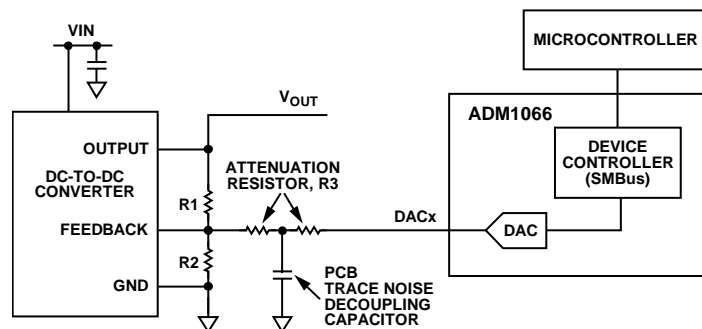 VIN
MICROCONTROLLER
VOUT
ADM1066
OUTPUT
DEVICE
CONTROLLER
(SMBus)
DC-TO-DC
CONVERTER
ATTENUATION
RESISTOR, R3
R1
FEEDBACK
DACx
DAC
R2
GND
PCB
TRACE NOISE
DECOUPLING
CAPACITOR